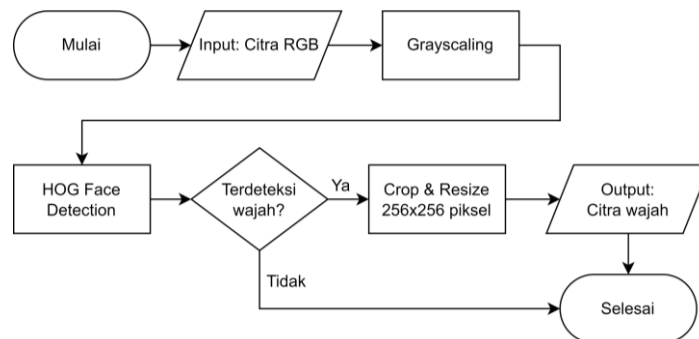 Mulai
Input: Citra RGB
Grayscaling
HOG Face
Detection
Terdeteksi
wajah?
Ya
Crop & Resize
256x256 piksel
Output:
Citra wajah
Tidak
Selesai